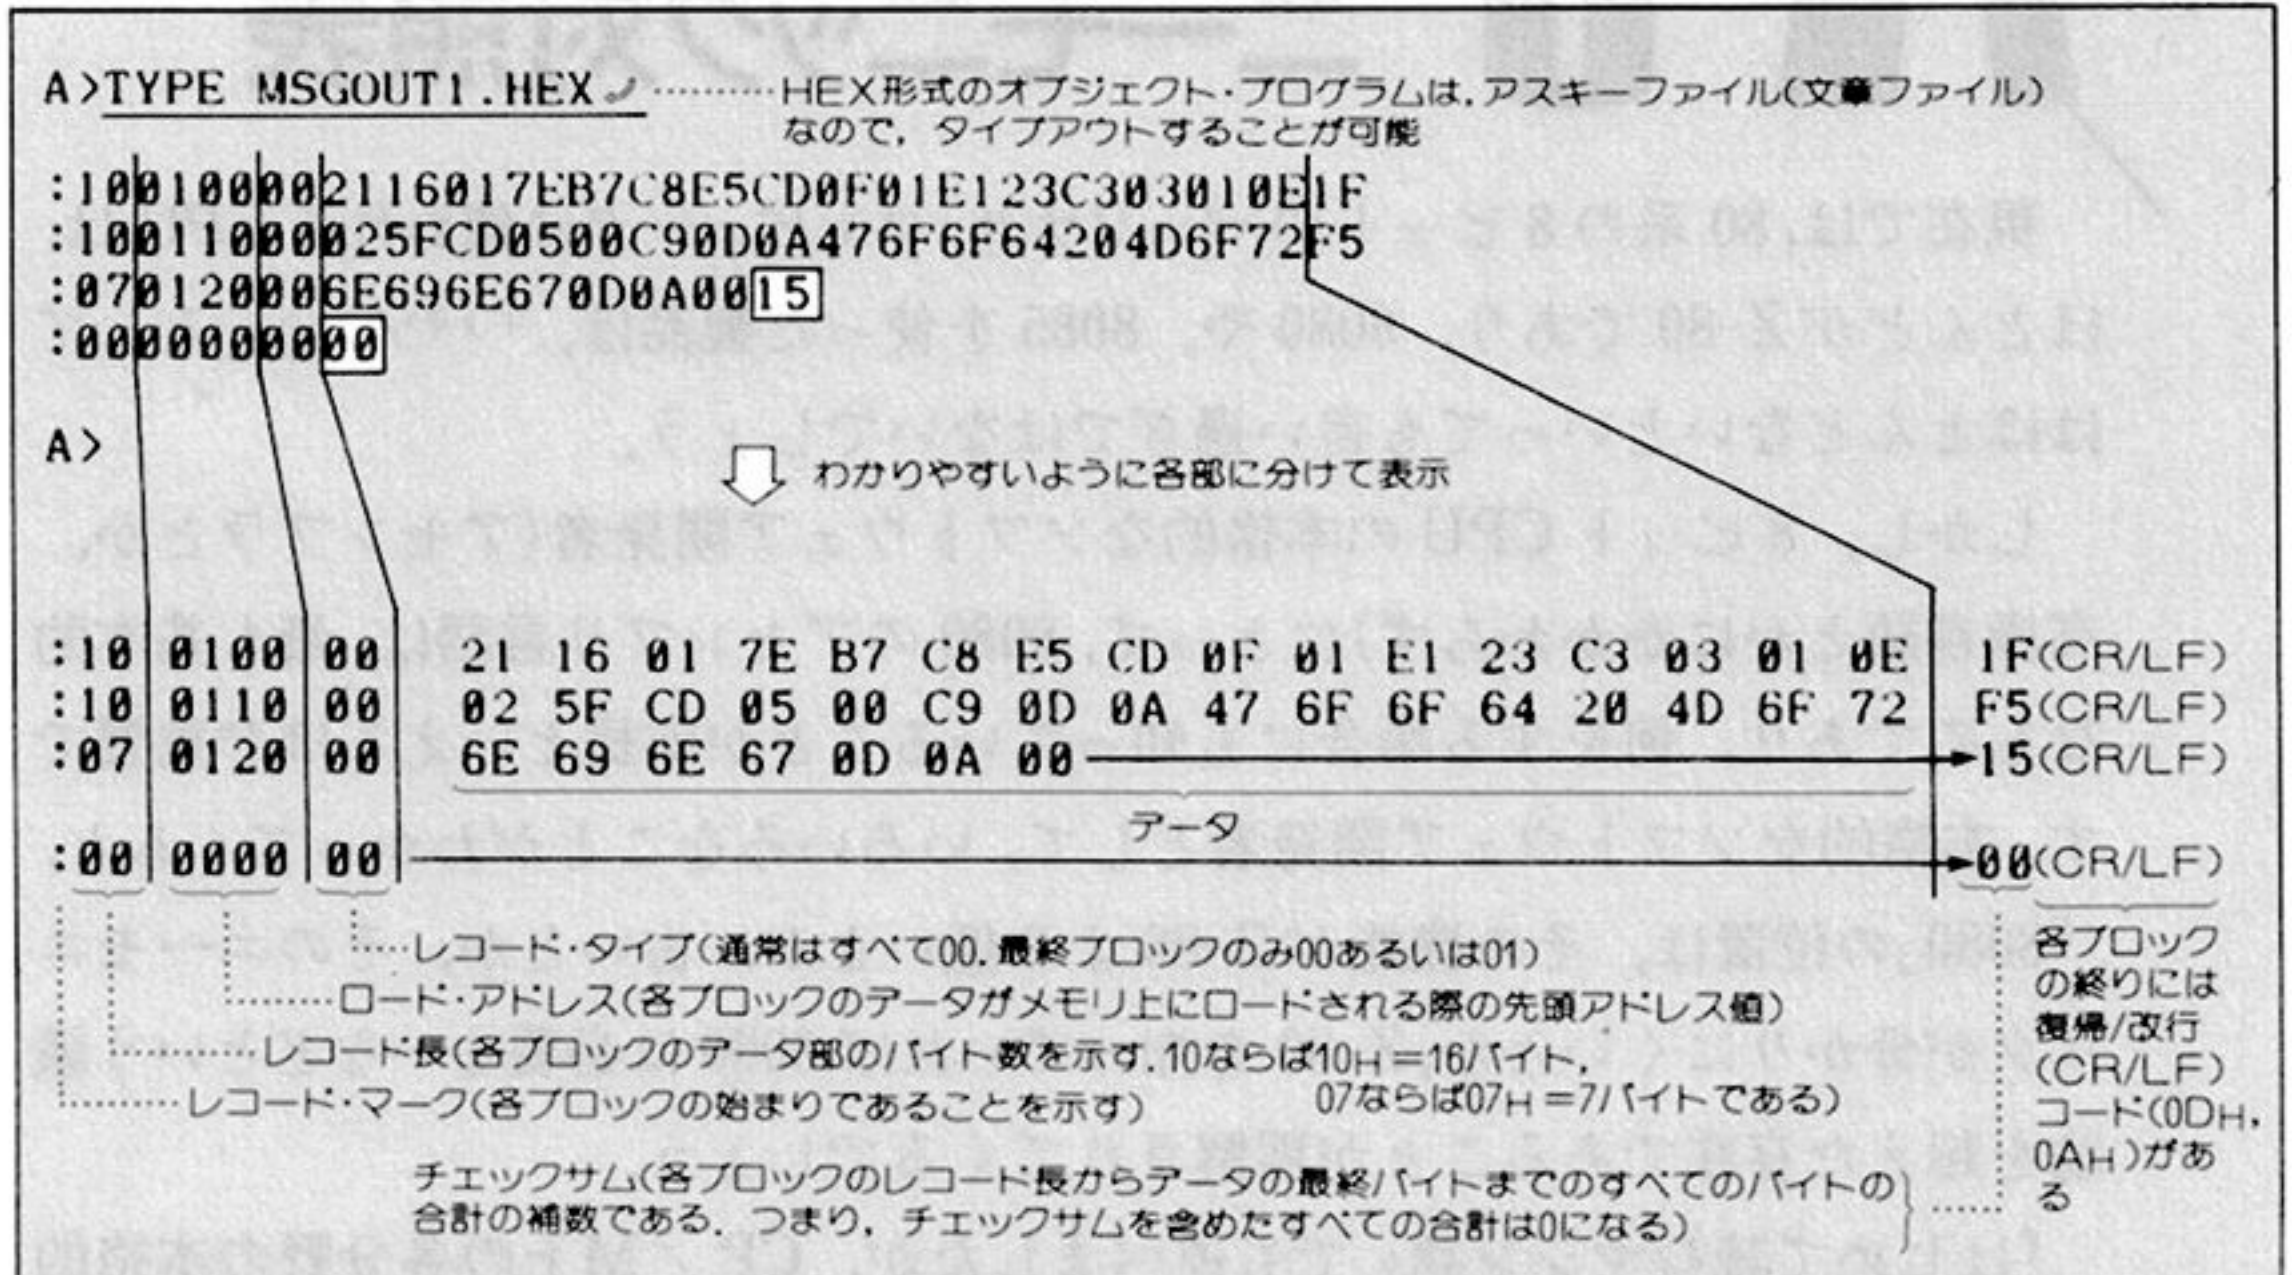 A>TYPE MSGOUT1.HEX ………HEX形式のオブジェクト・プログラムは,アスキーファイル(文章ファイル)
なので,タイプアウトすることが可能
:100100002116017EB7C8E5CD0F01E123C303010E1F
:10011000025FCD0500C90D0A476F6F64204D6F72F5
:070120006E696E670D0A0015
:0000000000
A>
わかりやすいように各部に分けて表示
:10 0100 00 21 16 01 7E B7 C8 E5 CD 0F 01 E1 23 C3 03 01 0E 1F(CR/LF)
:10 0110 00 02 5F CD 05 00 C9 0D 0A 47 6F 6F 64 20 4D 6F 72 F5(CR/LF)
:07 0120 00 6E 69 6E 67 0D 0A 00 15(CR/LF)
データ
:00 0000 00 00(CR/LF)
レコード・タイプ(通常はすべて00.最終ブロックのみ00あるいは01)
ロード・アドレス(各ブロックのデータがメモリ上にロードされる際の先頭アドレス値)
レコード長(各ブロックのデータ部のバイト数を示す.10ならば10H=16バイト,
07ならば07H=7バイトである)
レコード・マーク(各ブロックの始まりであることを示す)
チェックサム(各ブロックのレコード長からデータの最終バイトまでのすべてのバイトの
合計の補数である.つまり,チェックサムを含めたすべての合計は0になる)
各ブロック
の終りには
復帰/改行
(CR/LF)
コード(0DH,
0AH)があ
る